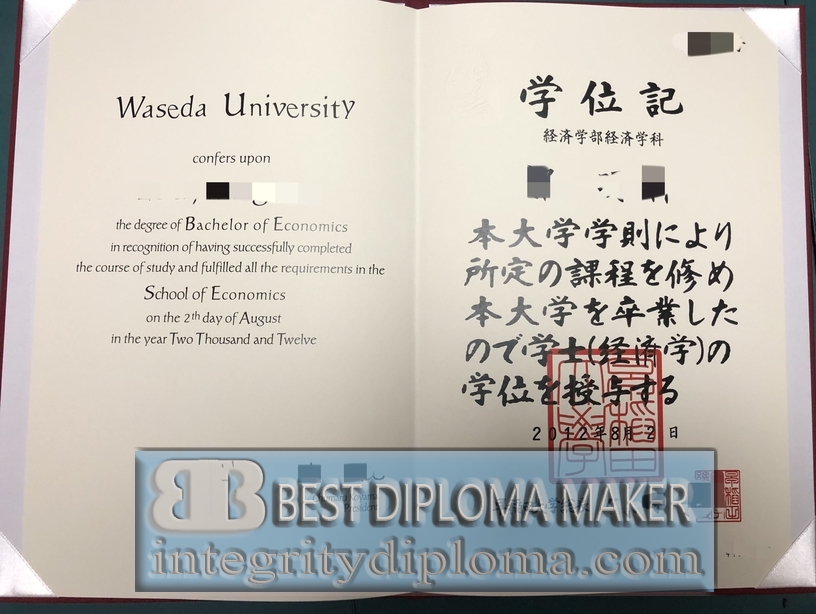 Waseda University
confers upon
the degree of Bachelor of Economics
in recognition of having successfully completed
the course of study and fulfilled all the requirements in the
School of Economics
on the 2th day of August
in the year Two Thousand and Twelve
President
学位記
経済学部経済学科
本大学学則により
所定の課程を修め
本大学を卒業した
ので学士(経済学)の
学位を授与する
2012年8月2日
BB BEST DIPLOMA MAKER
integritydiploma.com